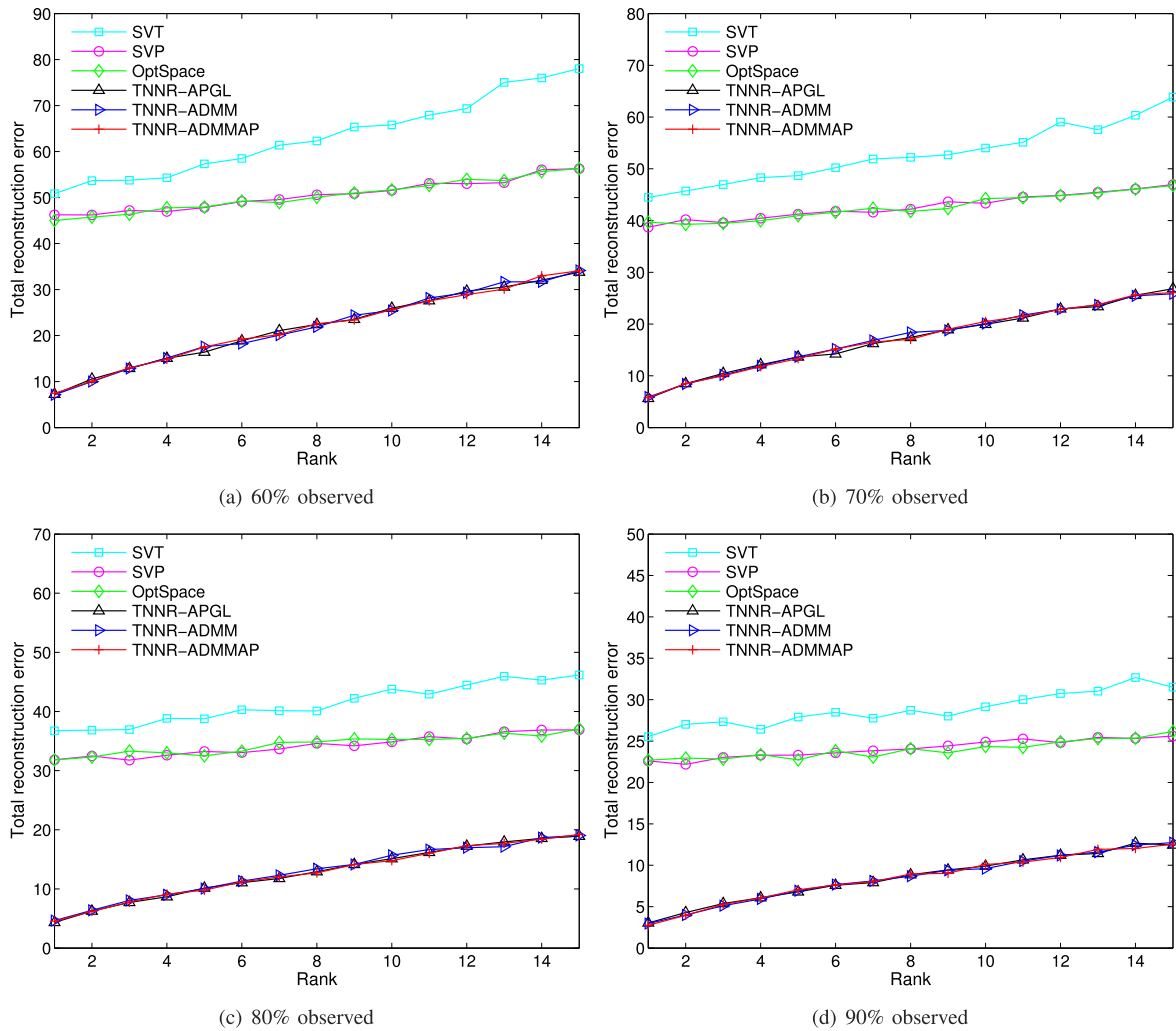 90
80
70
60
50
40
30
20
10
0
Total reconstruction error
SVT
SVP
OptSpace
TNNR-APGL
TNNR-ADMM
TNNR-ADMMAP
2 4 6 8 10 12 14
Rank
(a) 60% observed
80
70
60
50
40
30
20
10
0
Total reconstruction error
SVT
SVP
OptSpace
TNNR-APGL
TNNR-ADMM
TNNR-ADMMAP
2 4 6 8 10 12 14
Rank
(b) 70% observed
70
60
50
40
30
20
10
0
Total reconstruction error
SVT
SVP
OptSpace
TNNR-APGL
TNNR-ADMM
TNNR-ADMMAP
2 4 6 8 10 12 14
Rank
(c) 80% observed
50
45
40
35
30
25
20
15
10
5
0
Total reconstruction error
SVT
SVP
OptSpace
TNNR-APGL
TNNR-ADMM
TNNR-ADMMAP
2 4 6 8 10 12 14
Rank
(d) 90% observed